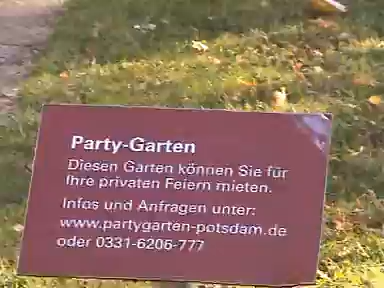 Party-Garten
Diesen Garten können Sie für
Ihre privaten Feiern mieten.
Infos und Anfragen unter:
www.partygarten-potsdam.de
oder 0331-6206-777